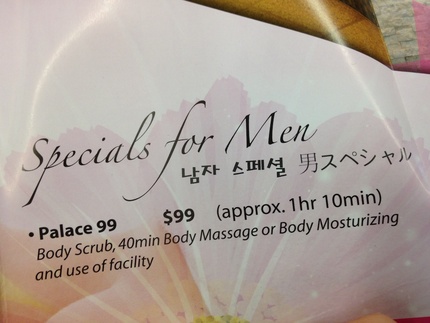 Specials for Men
남자 스페셜 男スペシャル
• Palace 99 $99 (approx. 1hr 10min)
Body Scrub, 40min Body Massage or Body Mosturizing
and use of facility